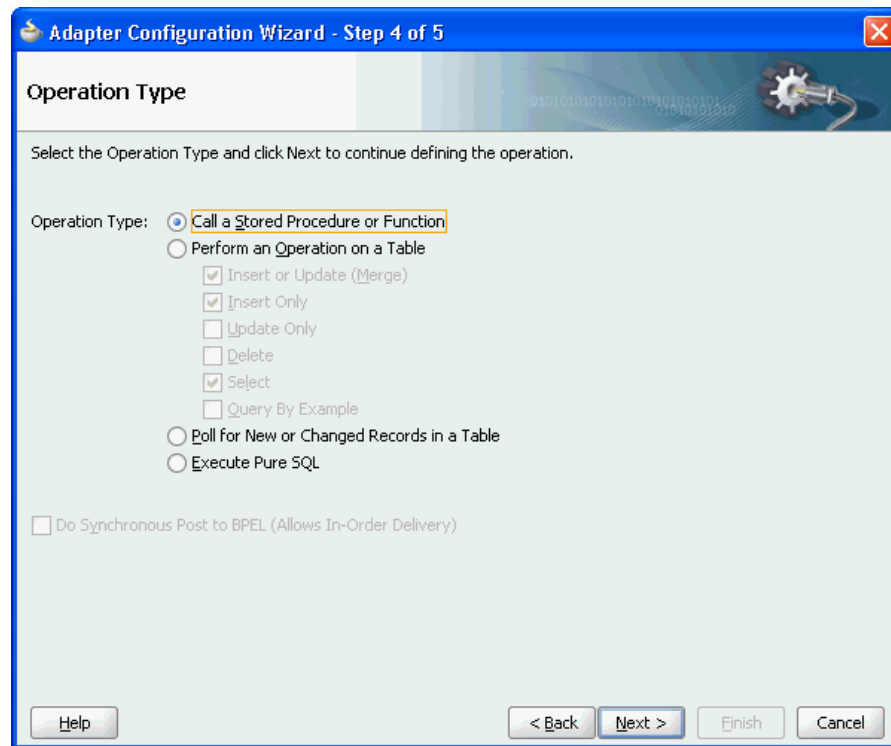 Adapter Configuration Wizard - Step 4 of 5
Operation Type
Select the Operation Type and click Next to continue defining the operation.
Operation Type: Call a Stored Procedure or Function
Perform an Operation on a Table
Insert or Update (Merge)
Insert Only
Update Only
Delete
Select
Query By Example
Poll for New or Changed Records in a Table
Execute Pure SQL
Do Synchronous Post to BPEL (Allows In-Order Delivery)
Help < Back Next > Finish Cancel